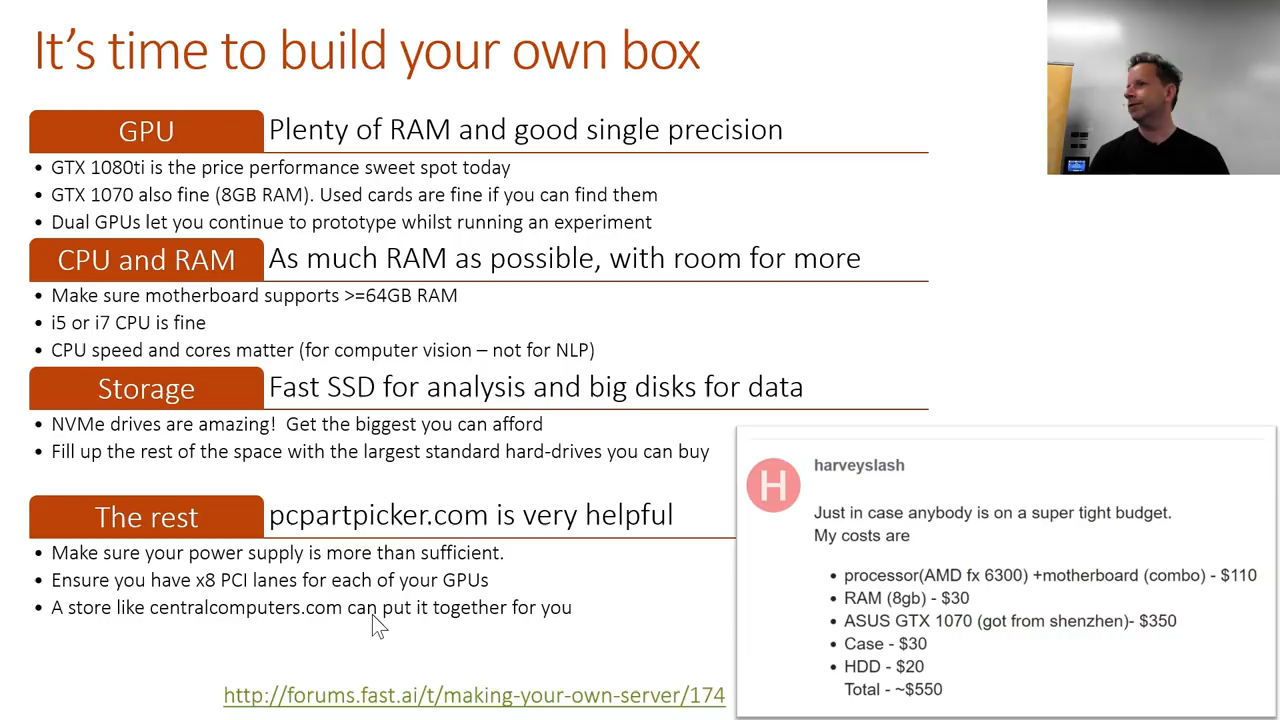 It's time to build your own box
GPU
Plenty of RAM and good single precision
• GTX 1080ti is the price performance sweet spot today
• GTX 1070 also fine (8GB RAM). Used cards are fine if you can find them
• Dual GPUs let you continue to prototype whilst running an experiment
CPU and RAM
As much RAM as possible, with room for more
• Make sure motherboard supports >=64GB RAM
• i5 or i7 CPU is fine
• CPU speed and cores matter (for computer vision – not for NLP)
Storage
Fast SSD for analysis and big disks for data
• NVMe drives are amazing! Get the biggest you can afford
• Fill up the rest of the space with the largest standard hard-drives you can buy
The rest
pcpartpicker.com is very helpful
• Make sure your power supply is more than sufficient.
• Ensure you have x8 PCI lanes for each of your GPUs
• A store like centralcomputers.com can put it together for you
http://forums.fast.ai/t/making-your-own-server/174
H
harveyslash
Just in case anybody is on a super tight budget.
My costs are
• processor(AMD fx 6300) +motherboard (combo) - $110
• RAM (8gb) - $30
• ASUS GTX 1070 (got from shenzhen)- $350
• Case - $30
• HDD - $20
Total - ~$550